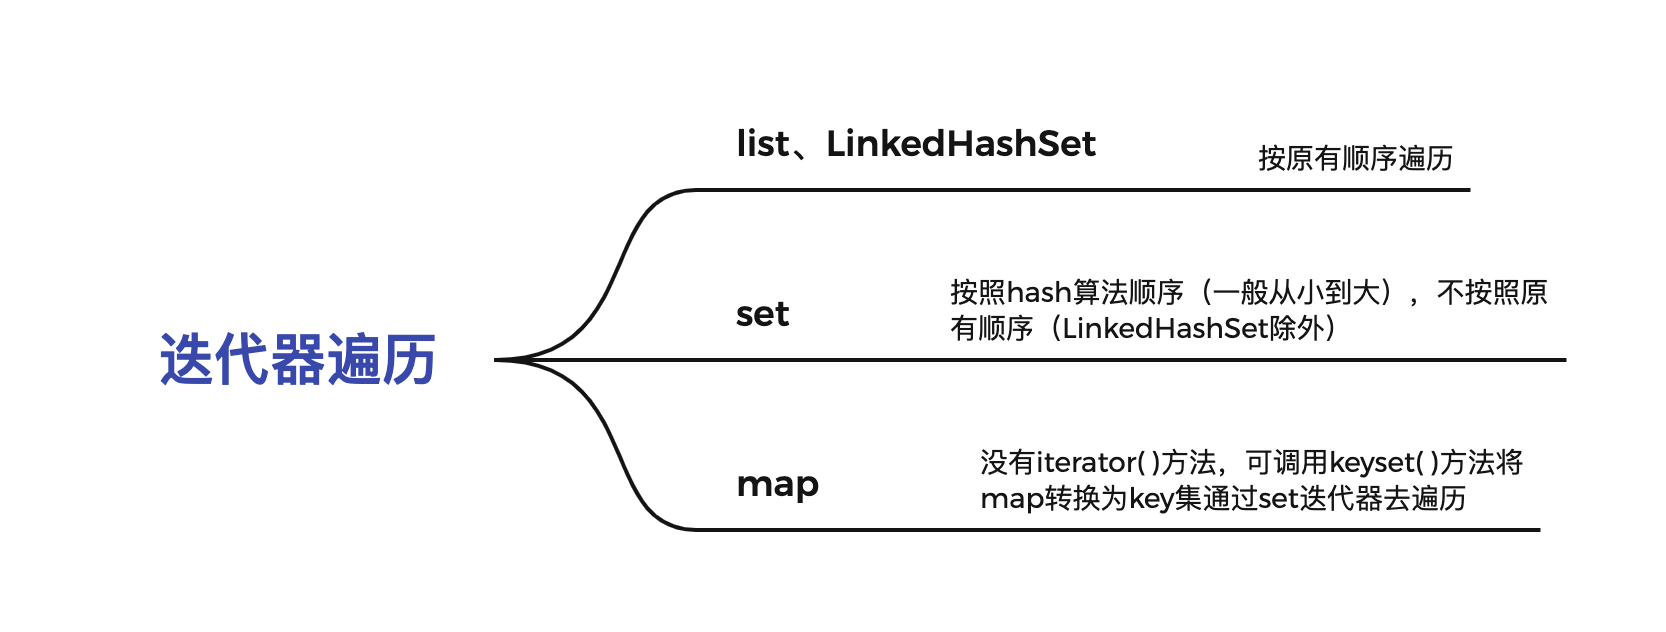 迭代器遍历
list、LinkedHashSet
按原有顺序遍历
set
按照hash算法顺序（一般从小到大），不按照原
有顺序（LinkedHashSet除外）
map
没有iterator( )方法，可调用keyset( )方法将
map转换为key集通过set迭代器去遍历